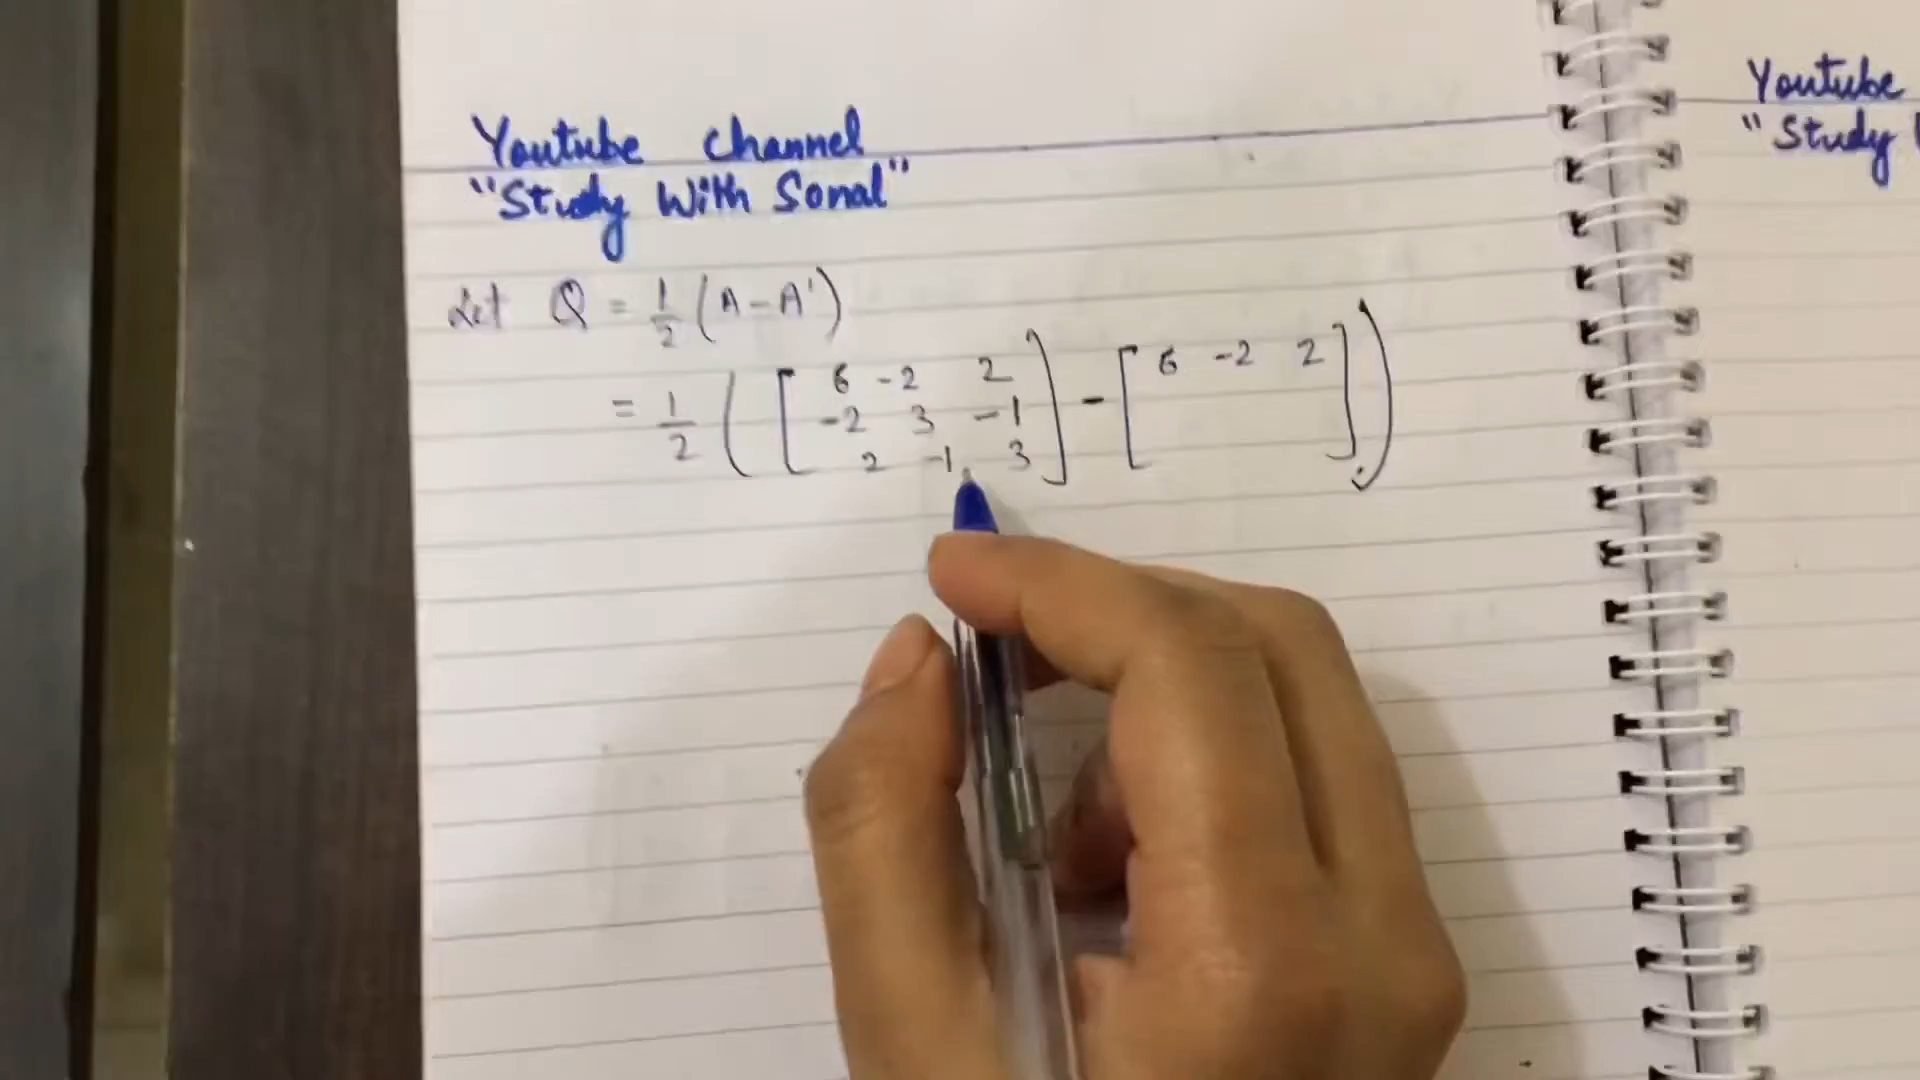 Youtube channel
"Study With Sonal"
Let Q = 1/2 (A - A')
= 1/2 ( [ 6 -2 2
-2 3 -1
2 -1 3 ] - [ 6 -2 2 ] )
Youtube
"Study